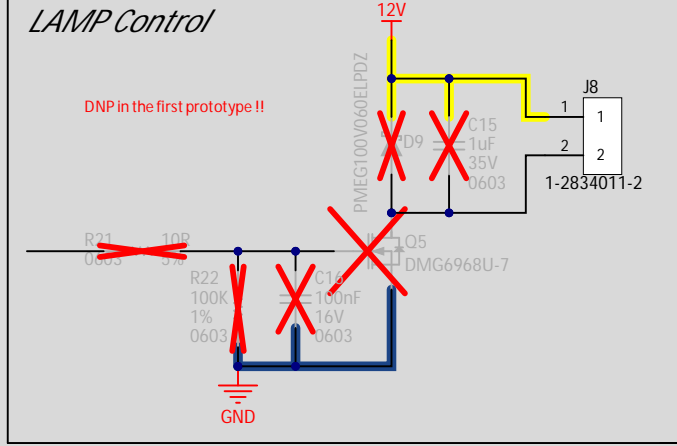 LAMP Control
12V
DNP in the first prototype !!
PMEG100V060ELPDZ
D9
C15
1uF
35V
0603
J8
1
1
2
2
1-2834011-2
R21
10R
0603
5%
Q5
DMG6968U-7
R22
100K
1%
0603
C16
100nF
16V
0603
GND